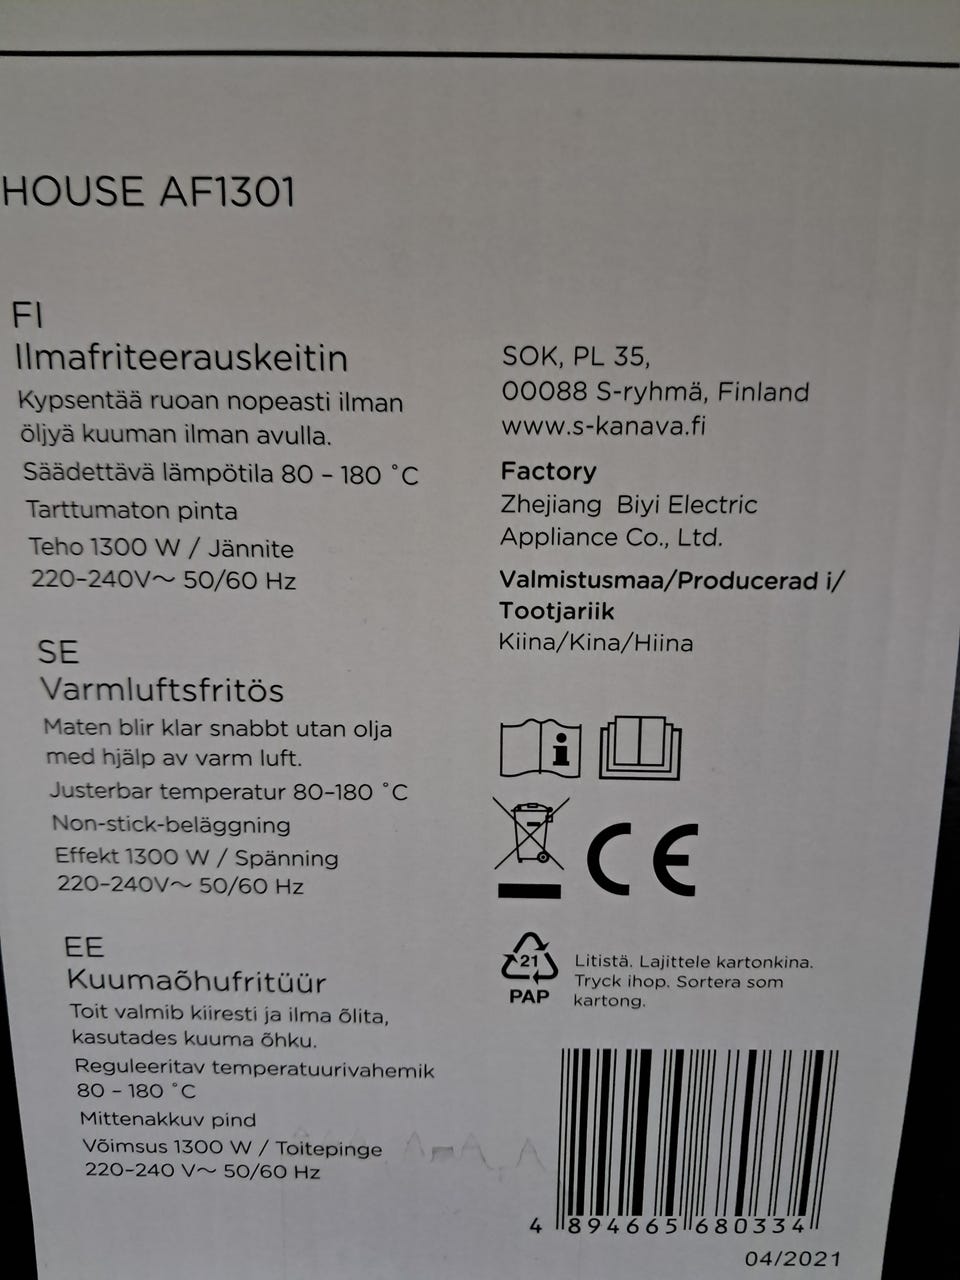 HOUSE AF1301
FI
Ilmafriteerauskeitin
Kypsentää ruoan nopeasti ilman
öljyä kuuman ilman avulla.
Säädettävä lämpötila 80 – 180 ˚C
Tarttumaton pinta
Teho 1300 W / Jännite
220-240V~ 50/60 Hz
SE
Varmluftsfritös
Maten blir klar snabbt utan olja
med hjälp av varm luft.
Justerbar temperatur 80-180 ˚C
Non-stick-beläggning
Effekt 1300 W / Spänning
220-240V~ 50/60 Hz
EE
Kuumaõhufritüür
Toit valmib kiiresti ja ilma õlita,
kasutades kuuma õhku.
Reguleeritav temperatuurivahemik
80 – 180 ˚C
Mittenakkuv pind
Võimsus 1300 W / Toitepinge
220-240 V~ 50/60 Hz
SOK, PL 35,
00088 S-ryhmä, Finland
www.s-kanava.fi
Factory
Zhejiang Biyi Electric
Appliance Co., Ltd.
Valmistusmaa/Producerad i/
Tootjariik
Kiina/Kina/Hiina
CE
21
PAP
Litistä. Lajittele kartonkina.
Tryck ihop. Sortera som
kartong.
4 894665 680334
04/2021